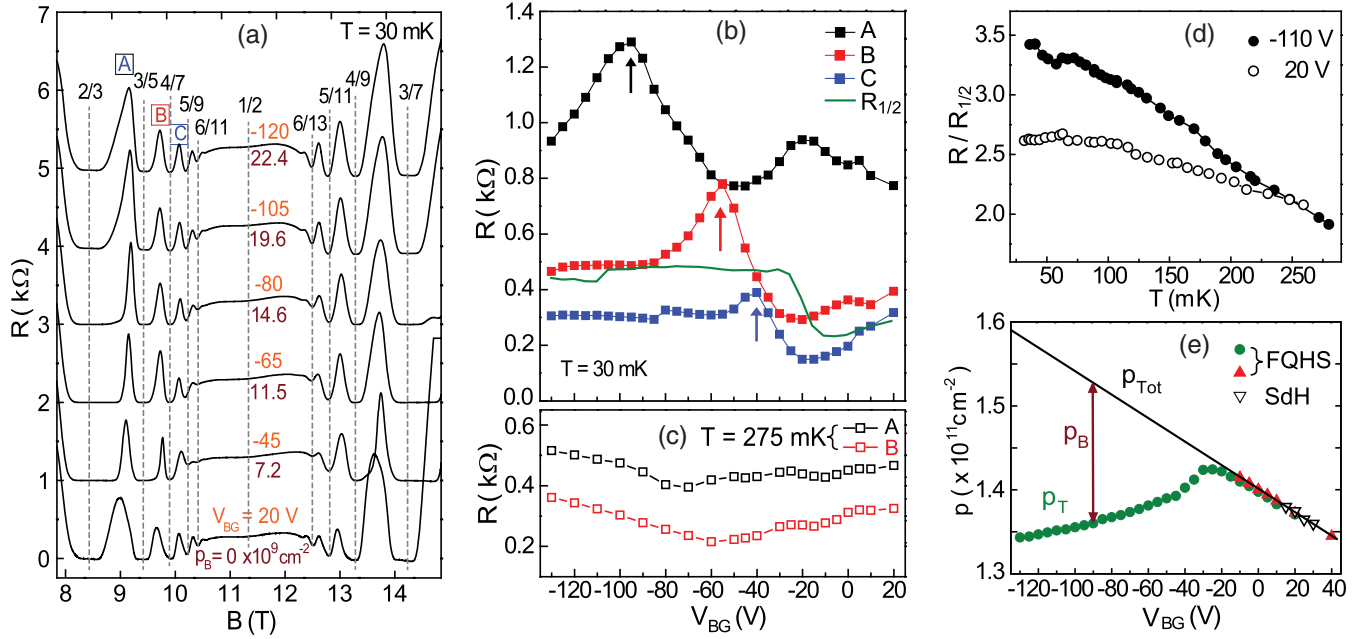 (a)
T = 30 mK
A
B
C
2/3
3/5
4/7
5/9
6/11
1/2
6/13
5/11
4/9
3/7
-120
22.4
-105
19.6
-80
14.6
-65
11.5
-45
7.2
V_BG = 20 V
p_B = 0 x10⁹cm⁻²
7
6
5
4
3
2
1
0
R (kΩ)
8 9 10 11 12 13 14
B (T)
(b)
A
B
C
R_1/2
T = 30 mK
1.4
1.2
1.0
0.8
0.6
0.4
0.2
0.0
R (kΩ)
(c)
T = 275 mK{
A
B
0.6
0.4
0.2
R (kΩ)
-120 -100 -80 -60 -40 -20 0 20
V_BG (V)
(d)
-110 V
20 V
3.5
3.0
2.5
2.0
R/ R_1/2
50 100 150 200 250
T (mK)
(e)
} FQHS
SdH
p_Tot
p_B
p_T
1.6
1.5
1.4
1.3
p ( x 10¹¹cm⁻²)
-120 -100 -80 -60 -40 -20 0 20 40
V_BG (V)